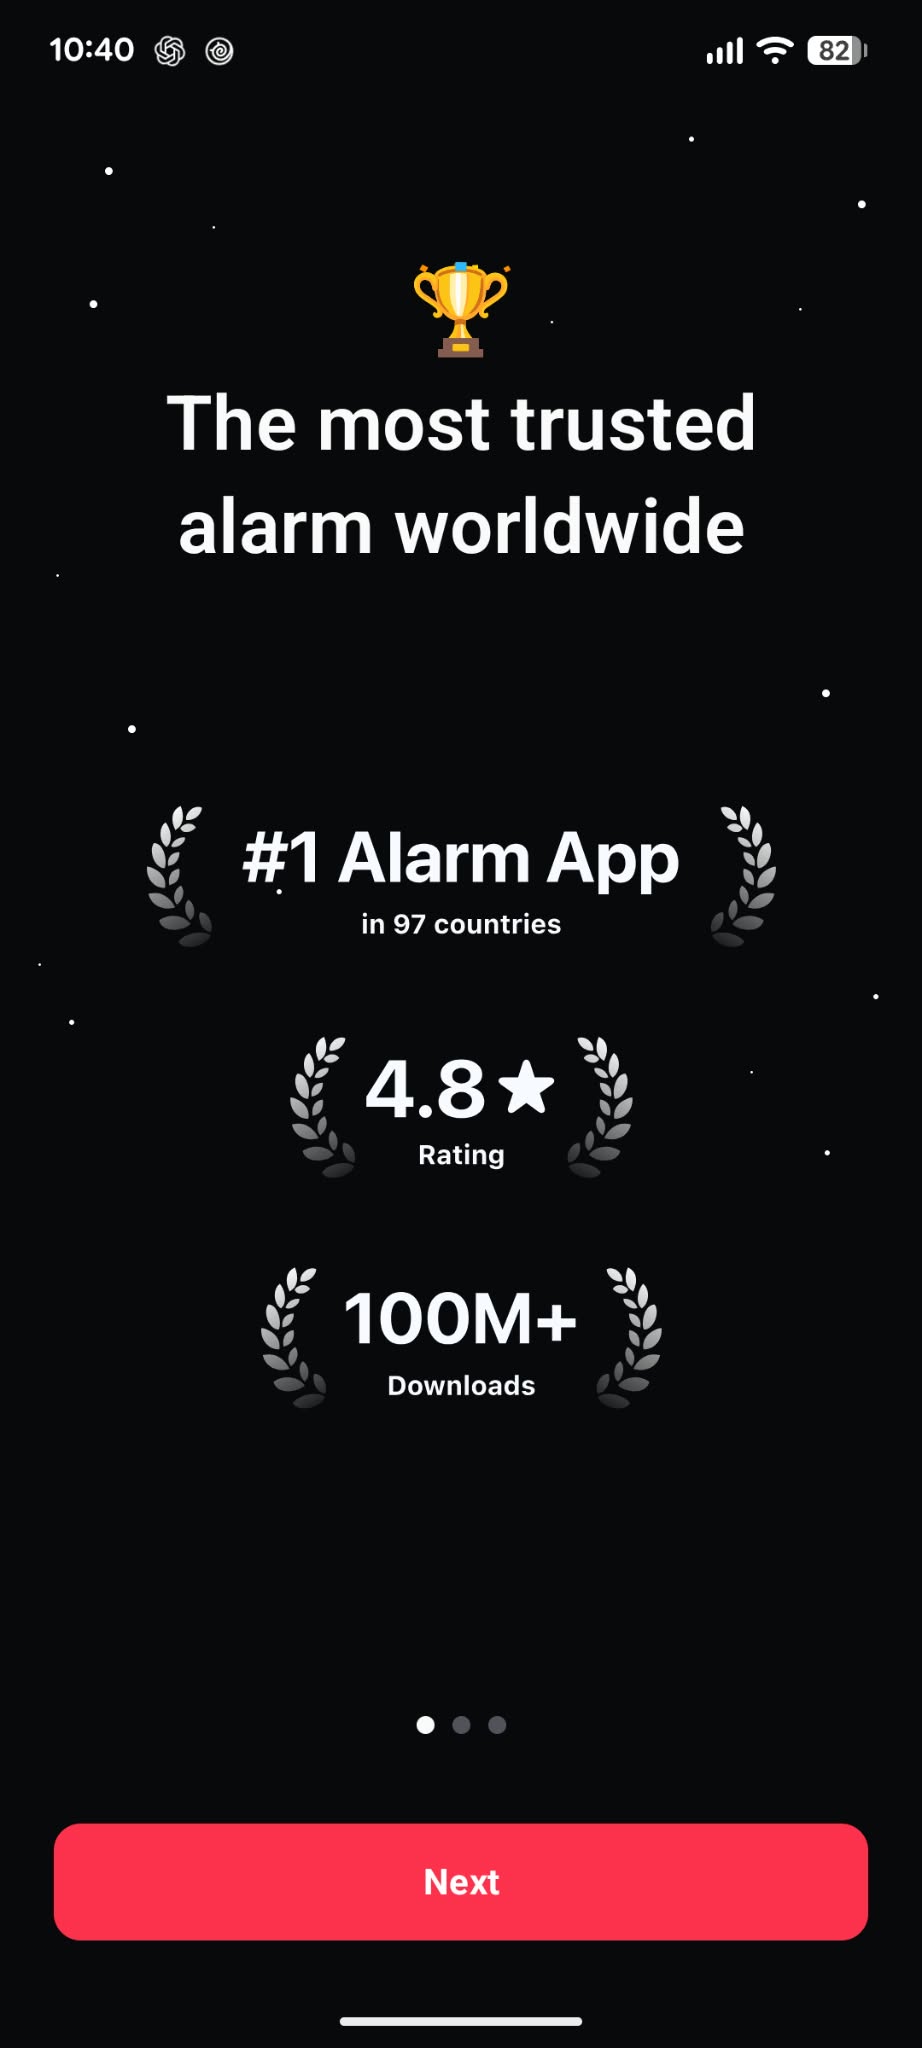 10:40
82
The most trusted
alarm worldwide
#1 Alarm App
in 97 countries
4.8★
Rating
100M+
Downloads
Next